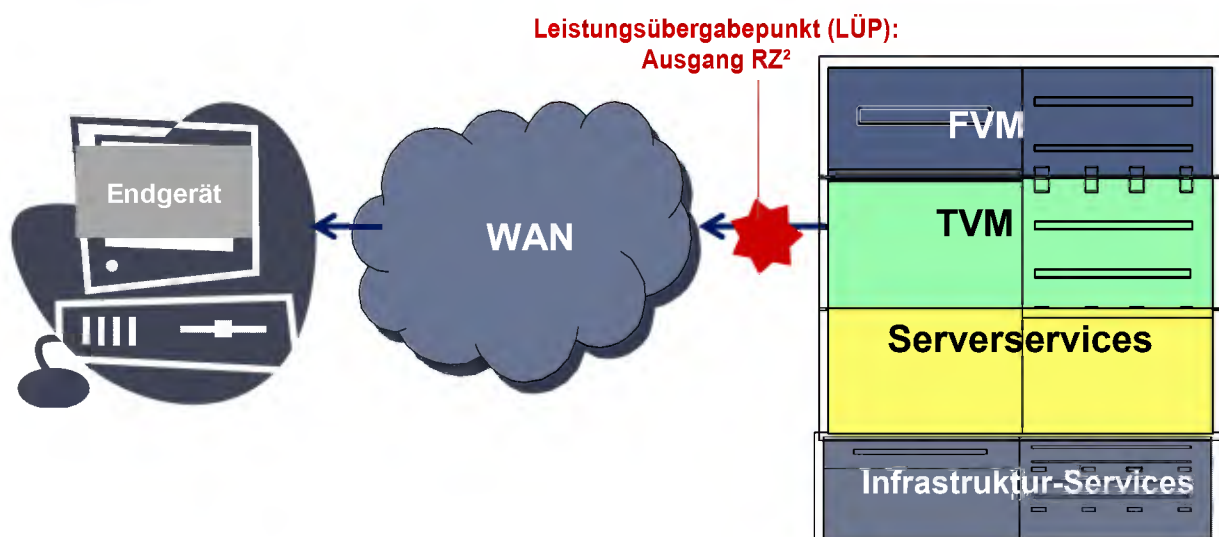 Leistungsübergabepunkt (LÜP):
Ausgang RZ²
Endgerät
WAN
FVM
TVM
Serverservices
Infrastruktur-Services